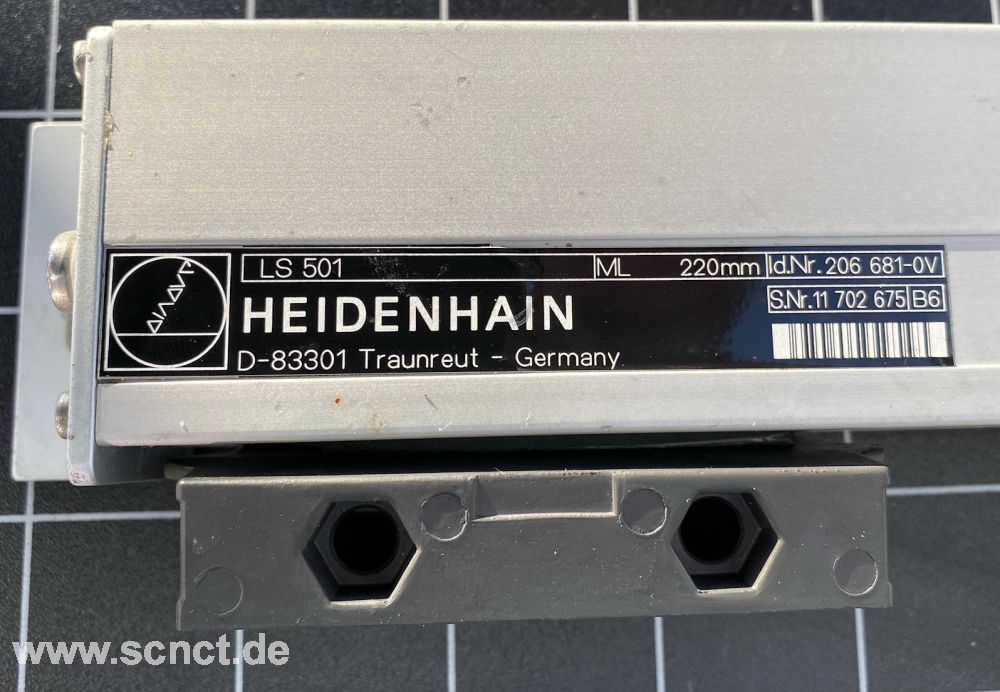 LS 501 ML 220mm Id.Nr. 206 681-0V
HEIDENHAIN S.Nr. 11 702 675 B6
D-83301 Traunreut - Germany
www.scnct.de